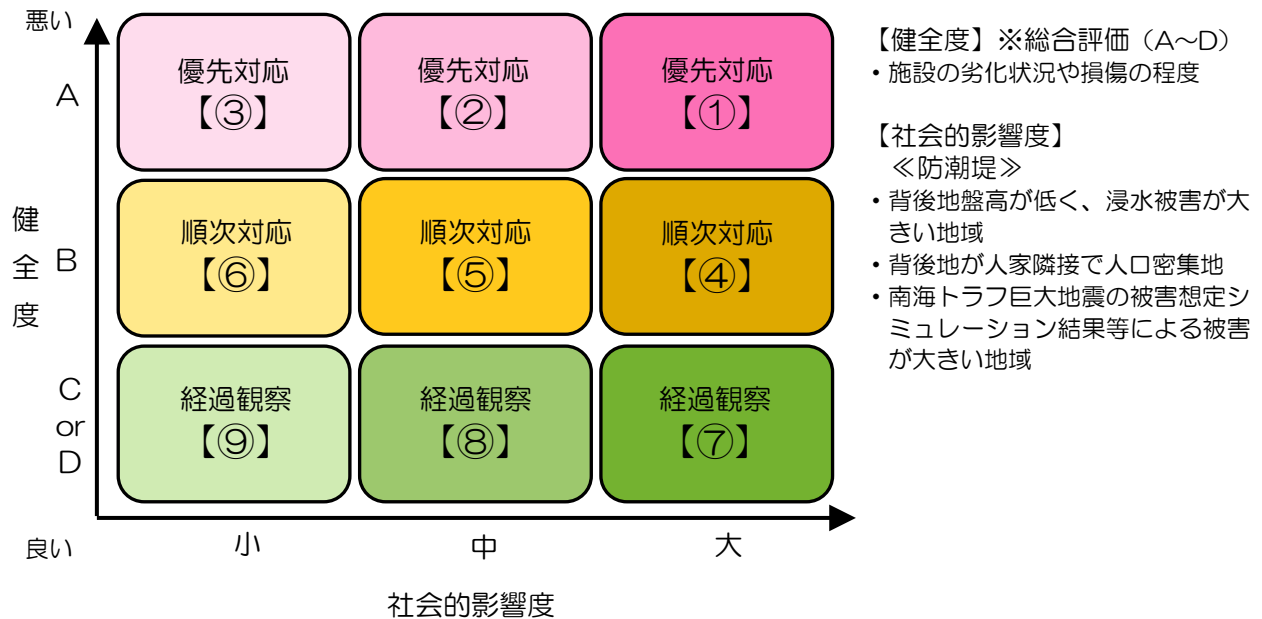 悪い
A
優先対応
【③】
優先対応
【②】
優先対応
【①】
健
全
度
B
順次対応
【⑥】
順次対応
【⑤】
順次対応
【④】
C
or
D
経過観察
【⑨】
経過観察
【⑧】
経過観察
【⑦】
良い
小
中
大
社会的影響度
【健全度】※総合評価（A～D）
・施設の劣化状況や損傷の程度
【社会的影響度】
≪防潮堤≫
・背後地盤高が低く、浸水被害が大
きい地域
・背後地が人家隣接で人口密集地
・南海トラフ巨大地震の被害想定シ
ミュレーション結果等による被害
が大きい地域